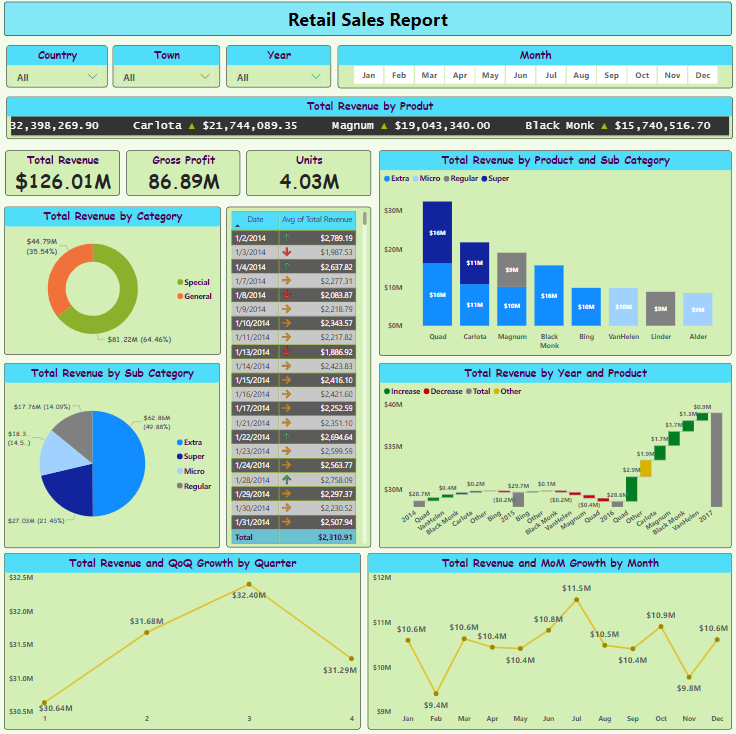 Retail Sales Report
Country
Town
Year
Month
All
All
All
Jan Feb Mar Apr May Jun Jul Aug Sep Oct Nov Dec
Total Revenue by Produt
32,398,269.90 Carlota ▲ $21,744,089.35 Magnum ▲ $19,043,340.00 Black Monk ▲ $15,740,516.70
Total Revenue
$126.01M
Gross Profit
86.89M
Units
4.03M
Total Revenue by Product and Sub Category
Extra Micro Regular Super
$30M
$20M
$10M
$0M
$16M
$16M
$11M
$11M
$9M
$10M
$16M
$10M
$10M
$9M
$9M
Quad Carlota Magnum Black Monk Bing VanHelen Linder Alder
Total Revenue by Category
$44.79M
(35.54%)
$81.22M (64.46%)
Special
General
Date Avg of Total Revenue
1/2/2014 $2,789.19
1/3/2014 $1,987.53
1/4/2014 $2,637.82
1/7/2014 $2,277.31
1/8/2014 $2,083.87
1/9/2014 $2,218.79
1/10/2014 $2,343.57
1/11/2014 $2,217.82
1/13/2014 $1,886.92
1/14/2014 $2,423.83
1/15/2014 $2,416.10
1/16/2014 $2,421.60
1/17/2014 $2,252.59
1/21/2014 $2,351.10
1/22/2014 $2,694.64
1/23/2014 $2,599.59
1/24/2014 $2,563.77
1/28/2014 $2,758.09
1/29/2014 $2,297.37
1/30/2014 $2,230.52
1/31/2014 $2,507.94
Total $2,310.91
Total Revenue by Sub Category
$17.76M (14.09%)
$18.3...
(14.5...)
$62.86M
(49.88%)
$27.03M (21.45%)
Extra
Super
Micro
Regular
Total Revenue by Year and Product
Increase Decrease Total Other
$40M
$35M
$30M
$28.7M
$0.4M
$0.2M
($0.2M)
$29.7M
$0.1M
($0.2M)
($0.4M)
$28.6M
$2.9M
$1.9M
$1.7M
$1.7M
$1.3M
$0.9M
2014 Quad VanHelen Black Monk Carlota Other Bing 2015 Bing Other Black Monk VanHelen Magnum Quad 2016 Quad Other Carlota Magnum Black Monk VanHelen 2017
Total Revenue and QoQ Growth by Quarter
$32.5M
$32.0M
$31.5M
$31.0M
$30.5M
$30.64M
$31.68M
$32.40M
$31.29M
1 2 3 4
Total Revenue and MoM Growth by Month
$12M
$11M
$10M
$9M
$10.6M
$9.4M
$10.6M
$10.4M
$10.4M
$10.8M
$11.5M
$10.5M
$10.4M
$10.9M
$9.8M
$10.6M
Jan Feb Mar Apr May Jun Jul Aug Sep Oct Nov Dec